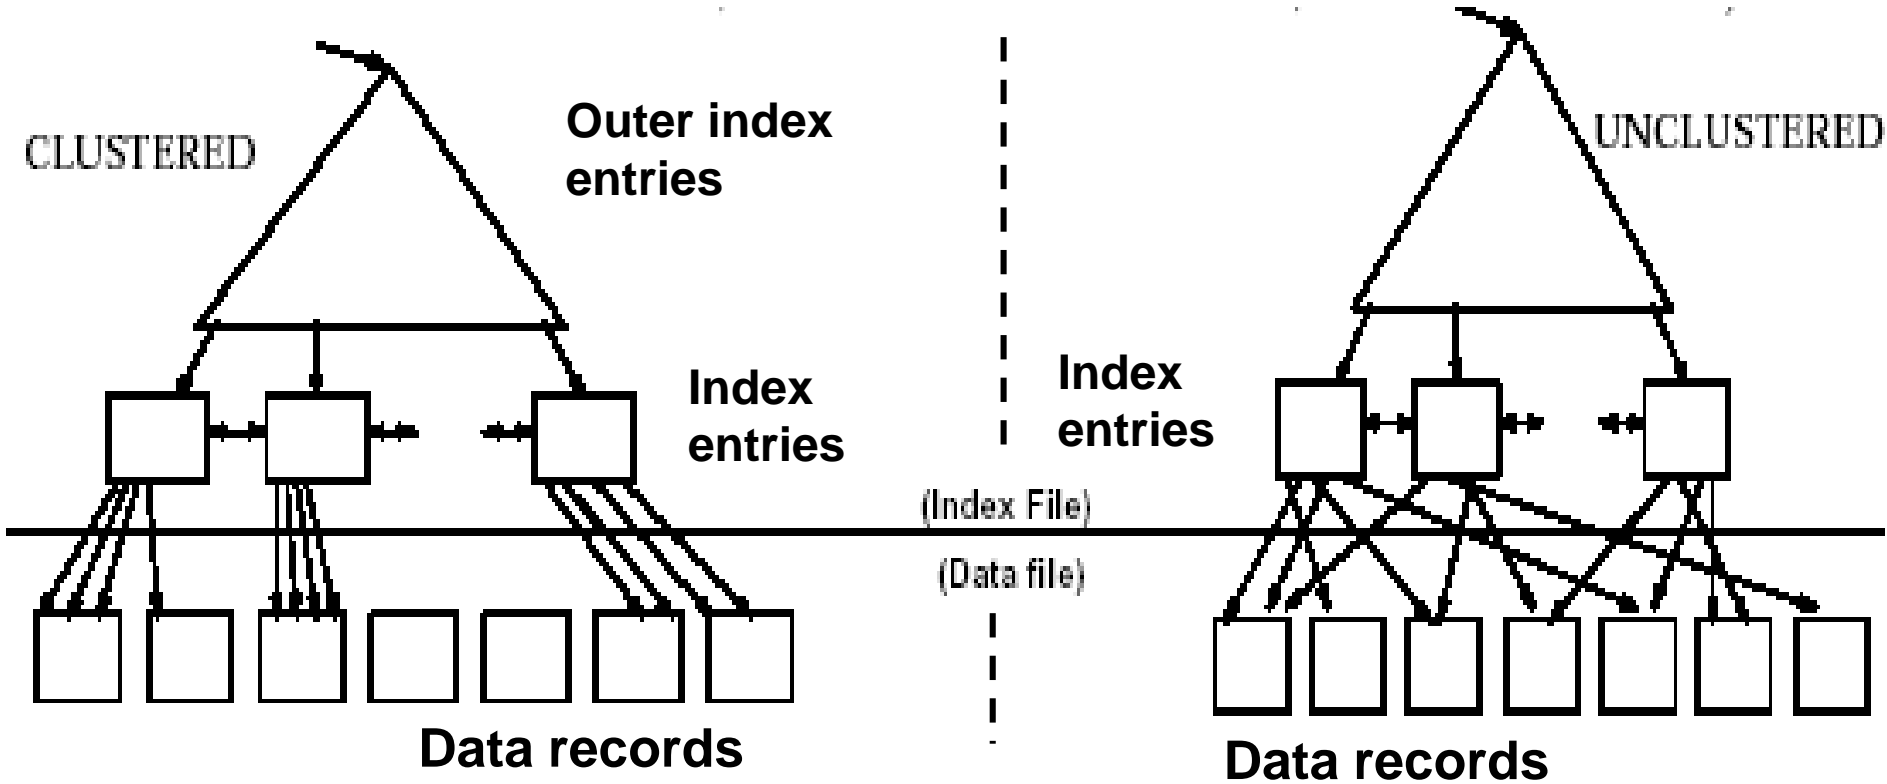 CLUSTERED
Outer index
entries
UNCLUSTERED
Index
entries
Index
entries
(Index File)
(Data file)
Data records
Data records